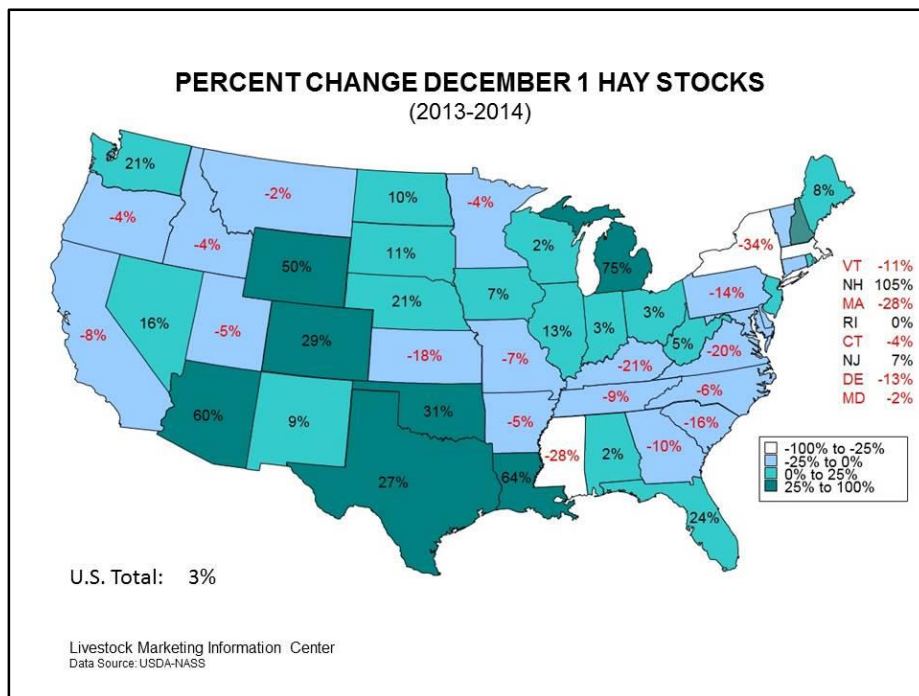 PERCENT CHANGE DECEMBER 1 HAY STOCKS
(2013-2014)
21%
-2%
10%
-4%
8%
-4%
-4%
11%
2%
-34%
50%
75%
VT -11%
NH 105%
MA -28%
RI 0%
CT -4%
NJ 7%
DE -13%
MD -2%
21%
7%
-14%
16%
-5%
13%
3%
3%
-8%
29%
-18%
-7%
5%
-20%
-21%
-9%
-6%
60%
9%
31%
-5%
-16%
-28%
2%
-10%
27%
64%
24%
-100% to -25%
-25% to 0%
0% to 25%
25% to 100%
U.S. Total: 3%
Livestock Marketing Information Center
Data Source: USDA-NASS